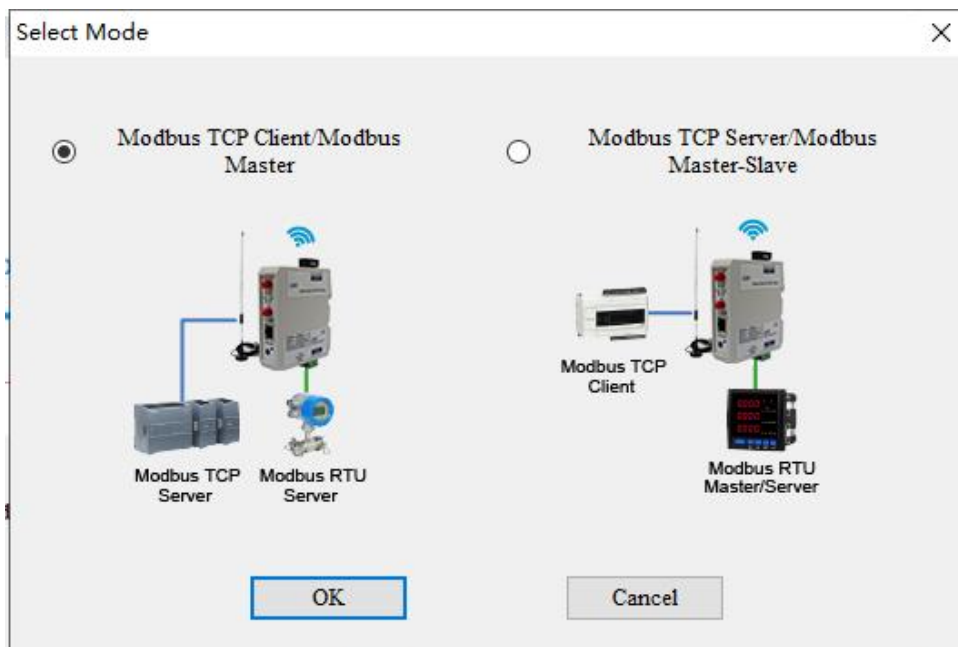 Select Mode
Modbus TCP Client/Modbus
Master
Modbus TCP Server/Modbus
Master-Slave
Modbus TCP
Client
Modbus TCP
Server
Modbus RTU
Server
Modbus RTU
Master/Server
OK
Cancel